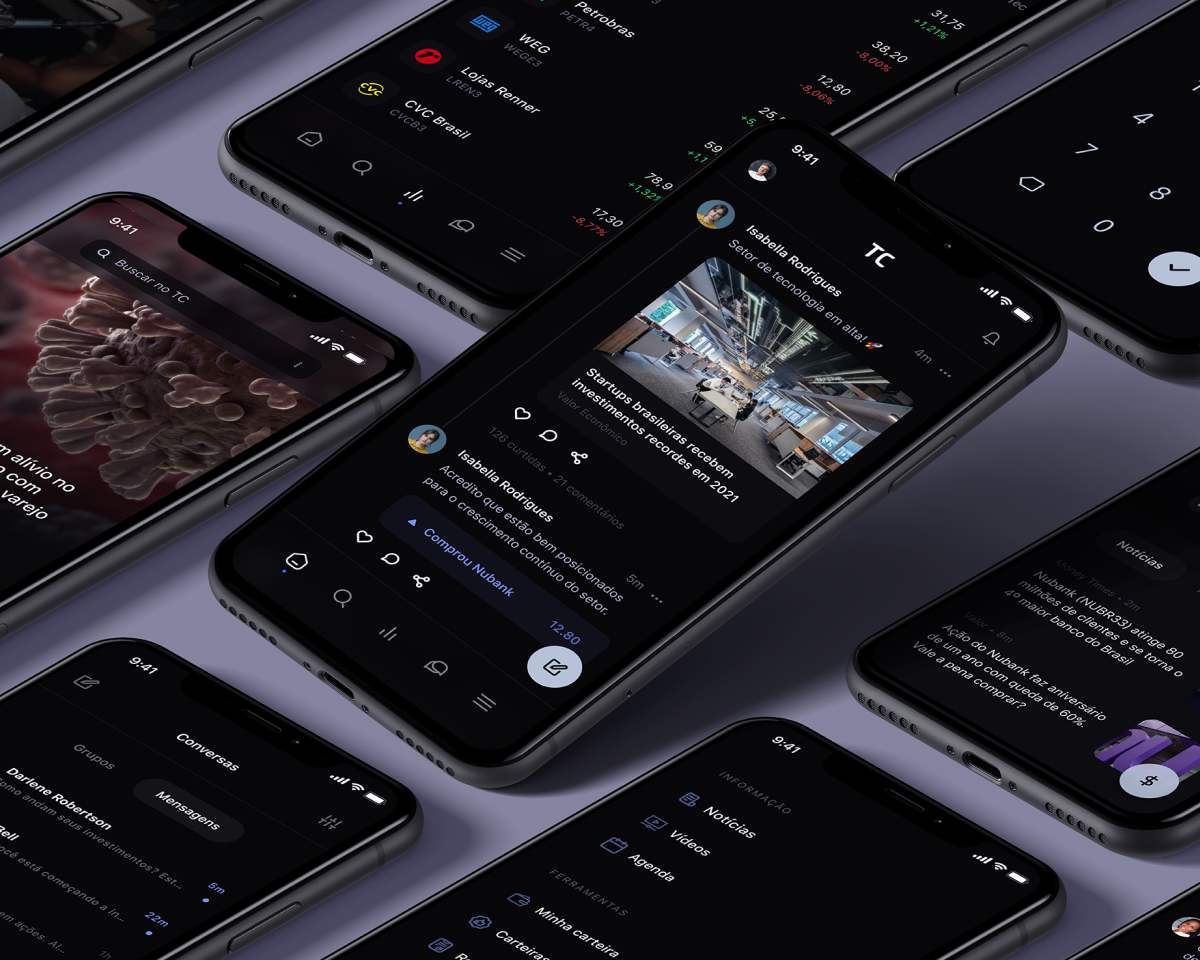 Petrobras
PETR4
31,75
+1,21%
WEG
WEGE3
38,20
-8,00%
Lojas Renner
LREN3
12,80
-8,06%
CVC Brasil
CVCB3
25,
+5,
59
+1,1
78,9
+1,32%
17,30
-8,77%
4
7
8
0
9:41
Buscar no TC
m alívio no
o com
varejo
9:41
TC
Isabella Rodrigues
Setor de tecnologia em alta! 🚀
4m
Startups brasileiras recebem
investimentos recordes em 2021
Valor Econômico
126 curtidas • 21 comentários
Isabella Rodrigues
5m
Acredito que estão bem posicionados
para o crescimento contínuo do setor.
Comprou Nubank
12.80
Notícias
Money Times • 2m
Nubank (NUBR33) atinge 80
milhões de clientes e se torna o
4º maior banco do Brasil
Valor • 8m
Ação do Nubank faz aniversário
de um ano com queda de 60%.
Vale a pena comprar?
9:41
Conversas
Grupos
Mensagens
Darlene Robertson
Como andam seus investimentos? Est...
5m
Bell
ocê está começando a in...
22m
em ações. Al...
1h
9:41
INFORMAÇÃO
Notícias
Vídeos
Agenda
FERRAMENTAS
Minha carteira
Carteiras